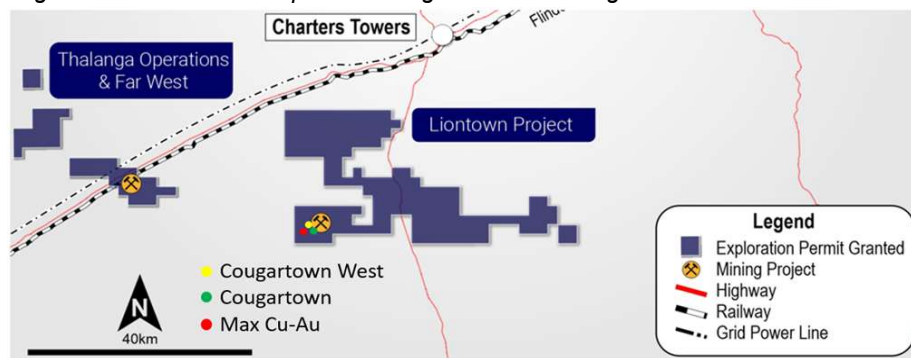 Charters Towers
Thalanga Operations
& Far West
Liontown Project
Cougartown West
Cougartown
Max Cu-Au
N
40km
Legend
Exploration Permit Granted
Mining Project
Highway
Railway
Grid Power Line